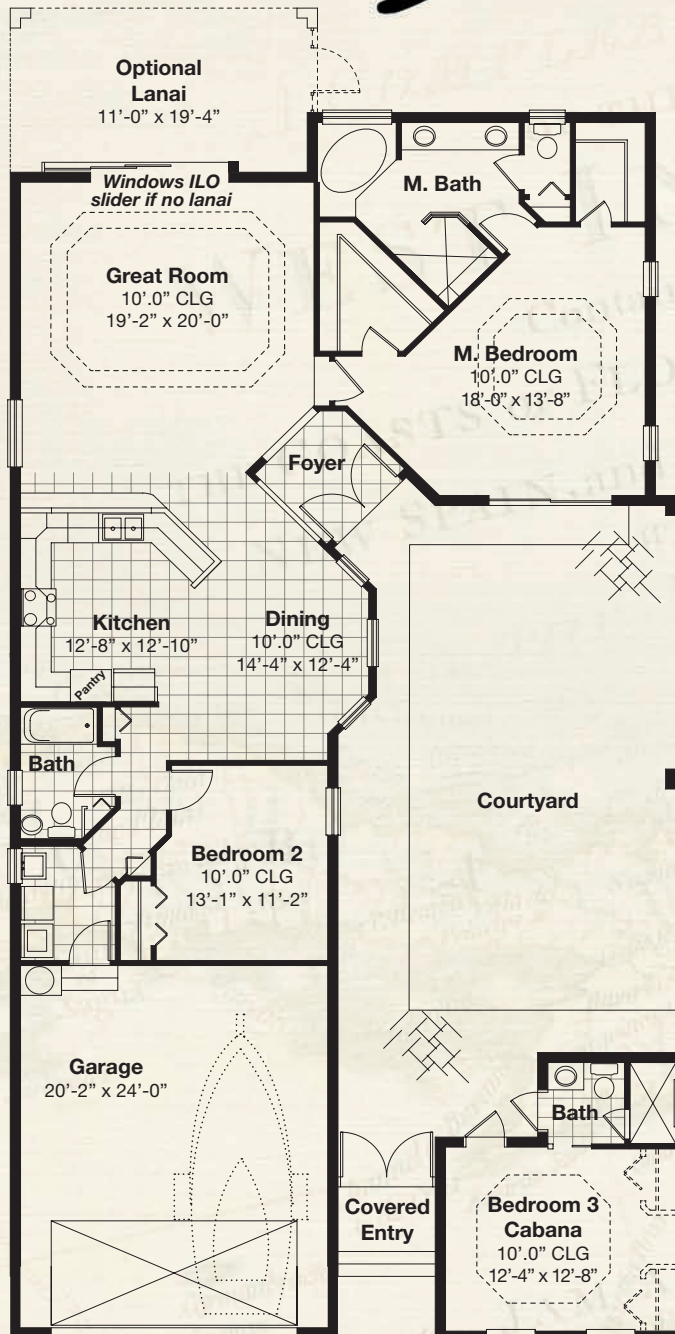 Optional
Lanai
11’-0” x 19’-4”
Windows ILO
slider if no lanai
M. Bath
Great Room
10’.0” CLG
19’-2” x 20’-0”
M. Bedroom
10’.0” CLG
18’-0” x 13’-8”
Foyer
Kitchen
12’-8” x 12’-10”
Dining
10’.0” CLG
14’-4” x 12’-4”
Pantry
Bath
Courtyard
Bedroom 2
10’.0” CLG
13’-1” x 11’-2”
Garage
20’-2” x 24’-0”
Bath
Covered
Entry
Bedroom 3
Cabana
10’.0” CLG
12’-4” x 12’-8”